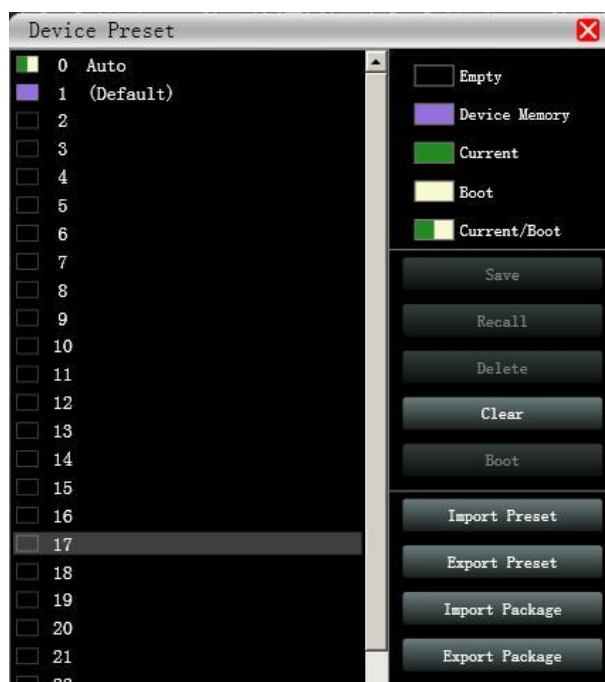 Device Preset
0 Auto
1 (Default)
2
3
4
5
6
7
8
9
10
11
12
13
14
15
16
17
18
19
20
21
Empty
Device Memory
Current
Boot
Current/Boot
Save
Recall
Delete
Clear
Boot
Import Preset
Export Preset
Import Package
Export Package